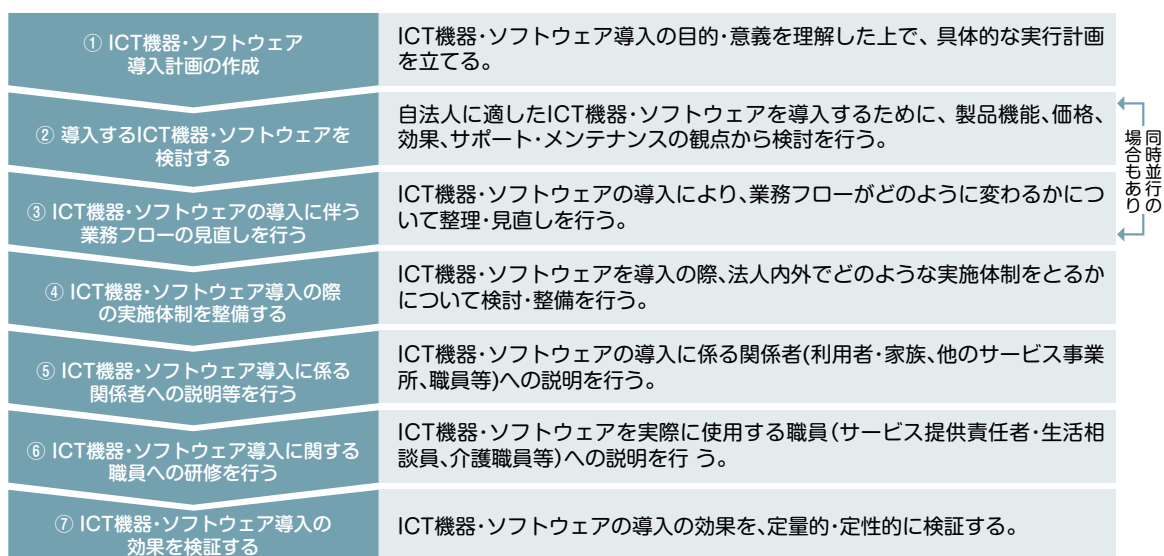 ① ICT機器・ソフトウェア
導入計画の作成
ICT機器・ソフトウェア導入の目的・意義を理解した上で、具体的な実行計画
を立てる。
② 導入するICT機器・ソフトウェアを
検討する
自法人に適したICT機器・ソフトウェアを導入するために、製品機能、価格、
効果、サポート・メンテナンスの観点から検討を行う。
③ ICT機器・ソフトウェアの導入に伴う
業務フローの見直しを行う
ICT機器・ソフトウェアの導入により、業務フローがどのように変わるかにつ
いて整理・見直しを行う。
同時並行の
場合もあり
④ ICT機器・ソフトウェア導入の際
の実施体制を整備する
ICT機器・ソフトウェアを導入の際、法人内外でどのような実施体制をとるか
について検討・整備を行う。
⑤ ICT機器・ソフトウェア導入に係る
関係者への説明等を行う
ICT機器・ソフトウェアの導入に係る関係者(利用者・家族、他のサービス事業
所、職員等)への説明を行う。
⑥ ICT機器・ソフトウェア導入に関する
職員への研修を行う
ICT機器・ソフトウェアを実際に使用する職員(サービス提供責任者・生活相
談員、介護職員等)への説明を行 う。
⑦ ICT機器・ソフトウェア導入の
効果を検証する
ICT機器・ソフトウェアの導入の効果を、定量的・定性的に検証する。